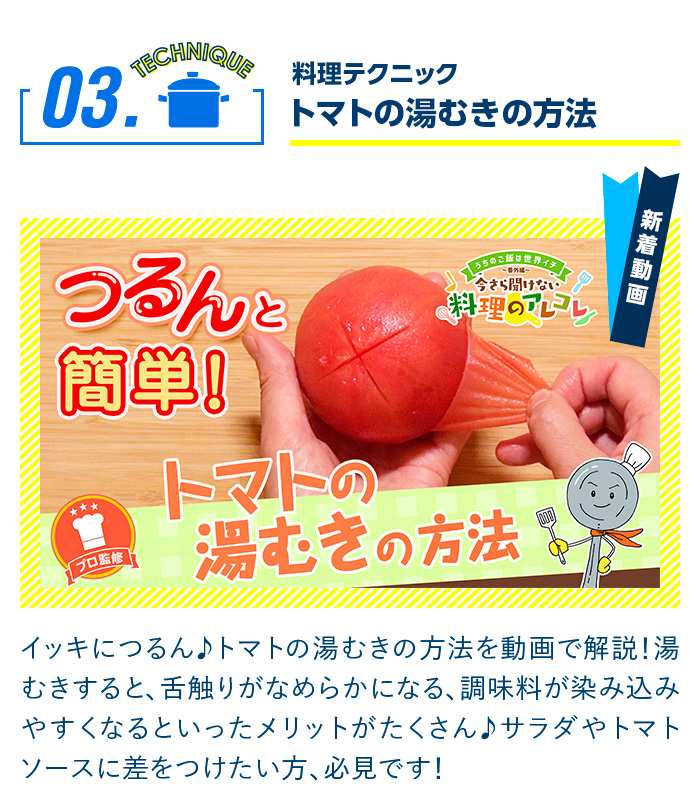 03.
TECHNIQUE
料理テクニック
トマトの湯むきの方法
新着動画
つるんと
簡単!
うちのご飯は世界イチ
~番外編~
今さら聞けない
料理のアレコレ
トマトの
湯むきの方法
プロ監修
イッキにつるん♪トマトの湯むきの方法を動画で解説!湯
むきすると、舌触りがなめらかになる、調味料が染み込み
やすくなるといったメリットがたくさん♪サラダやトマト
ソースに差をつけたい方、必見です!